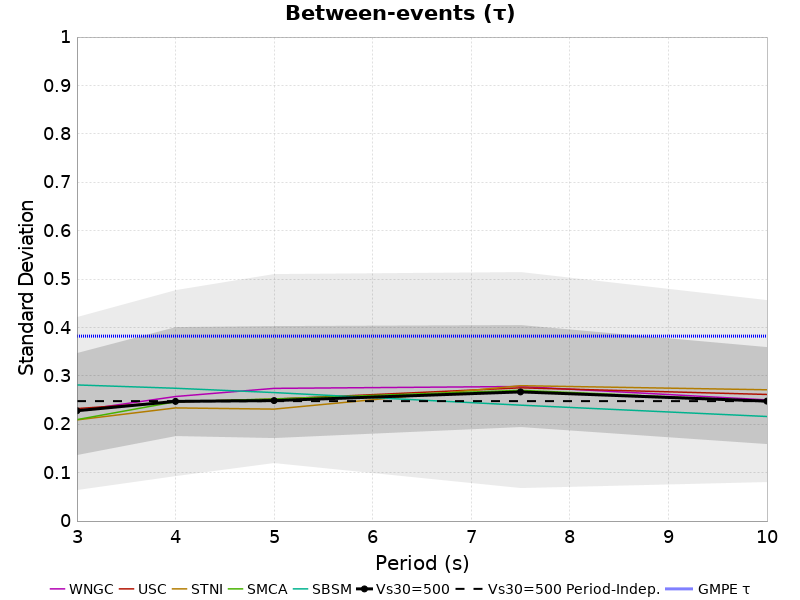 Between-events (τ)
Standard Deviation
1
0.9
0.8
0.7
0.6
0.5
0.4
0.3
0.2
0.1
0
3 4 5 6 7 8 9 10
Period (s)
WNGC USC STNI SMCA SBSM Vs30=500 Vs30=500 Period-Indep. GMPE τ